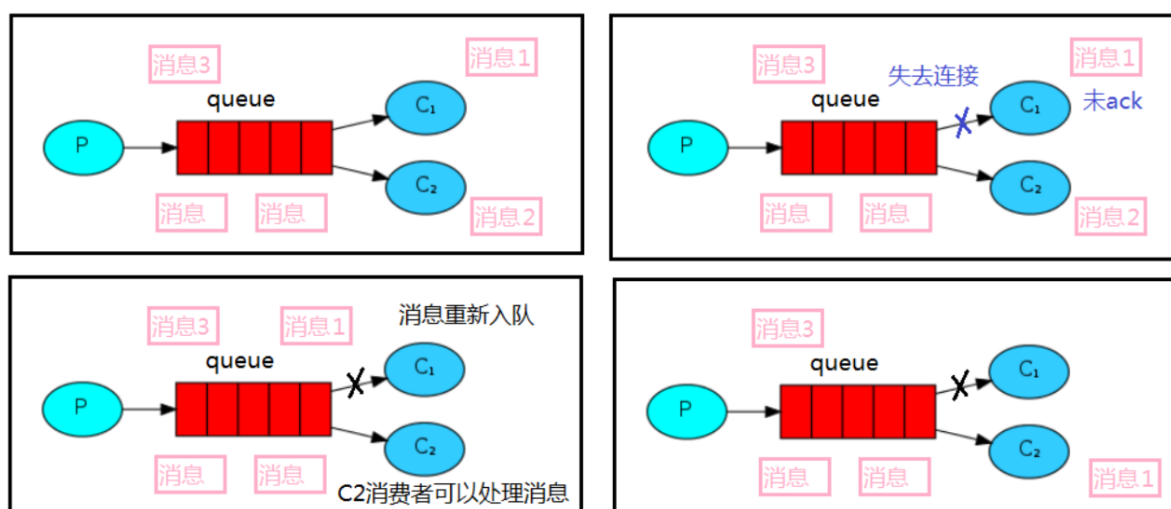 消息3
消息1
queue
P
C₁
C₂
消息
消息
消息2
消息3
失去连接
消息1
queue
未ack
P
C₁
C₂
消息
消息
消息2
消息3
消息1
消息重新入队
queue
P
C₁
C₂
消息
消息
C2消费者可以处理消息
消息3
queue
P
C₁
C₂
消息
消息
消息1